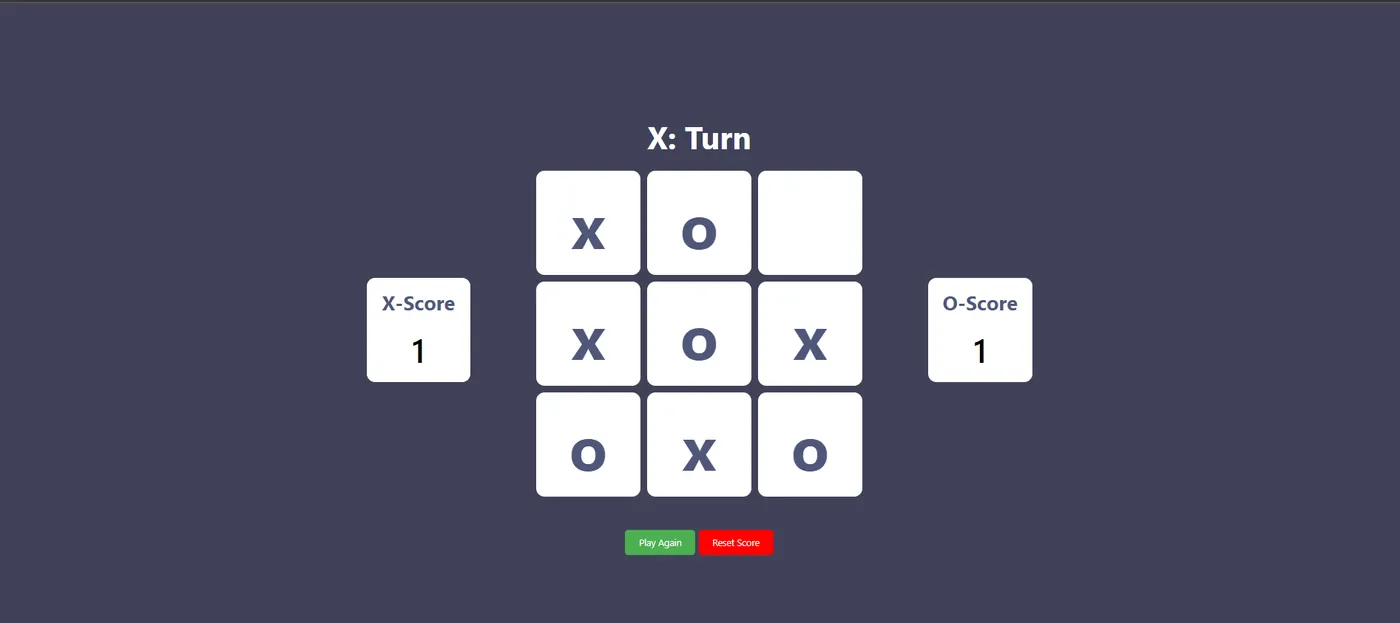 X: Turn
X O
X-Score
1
X O X
O-Score
1
O X O
Play Again Reset Score